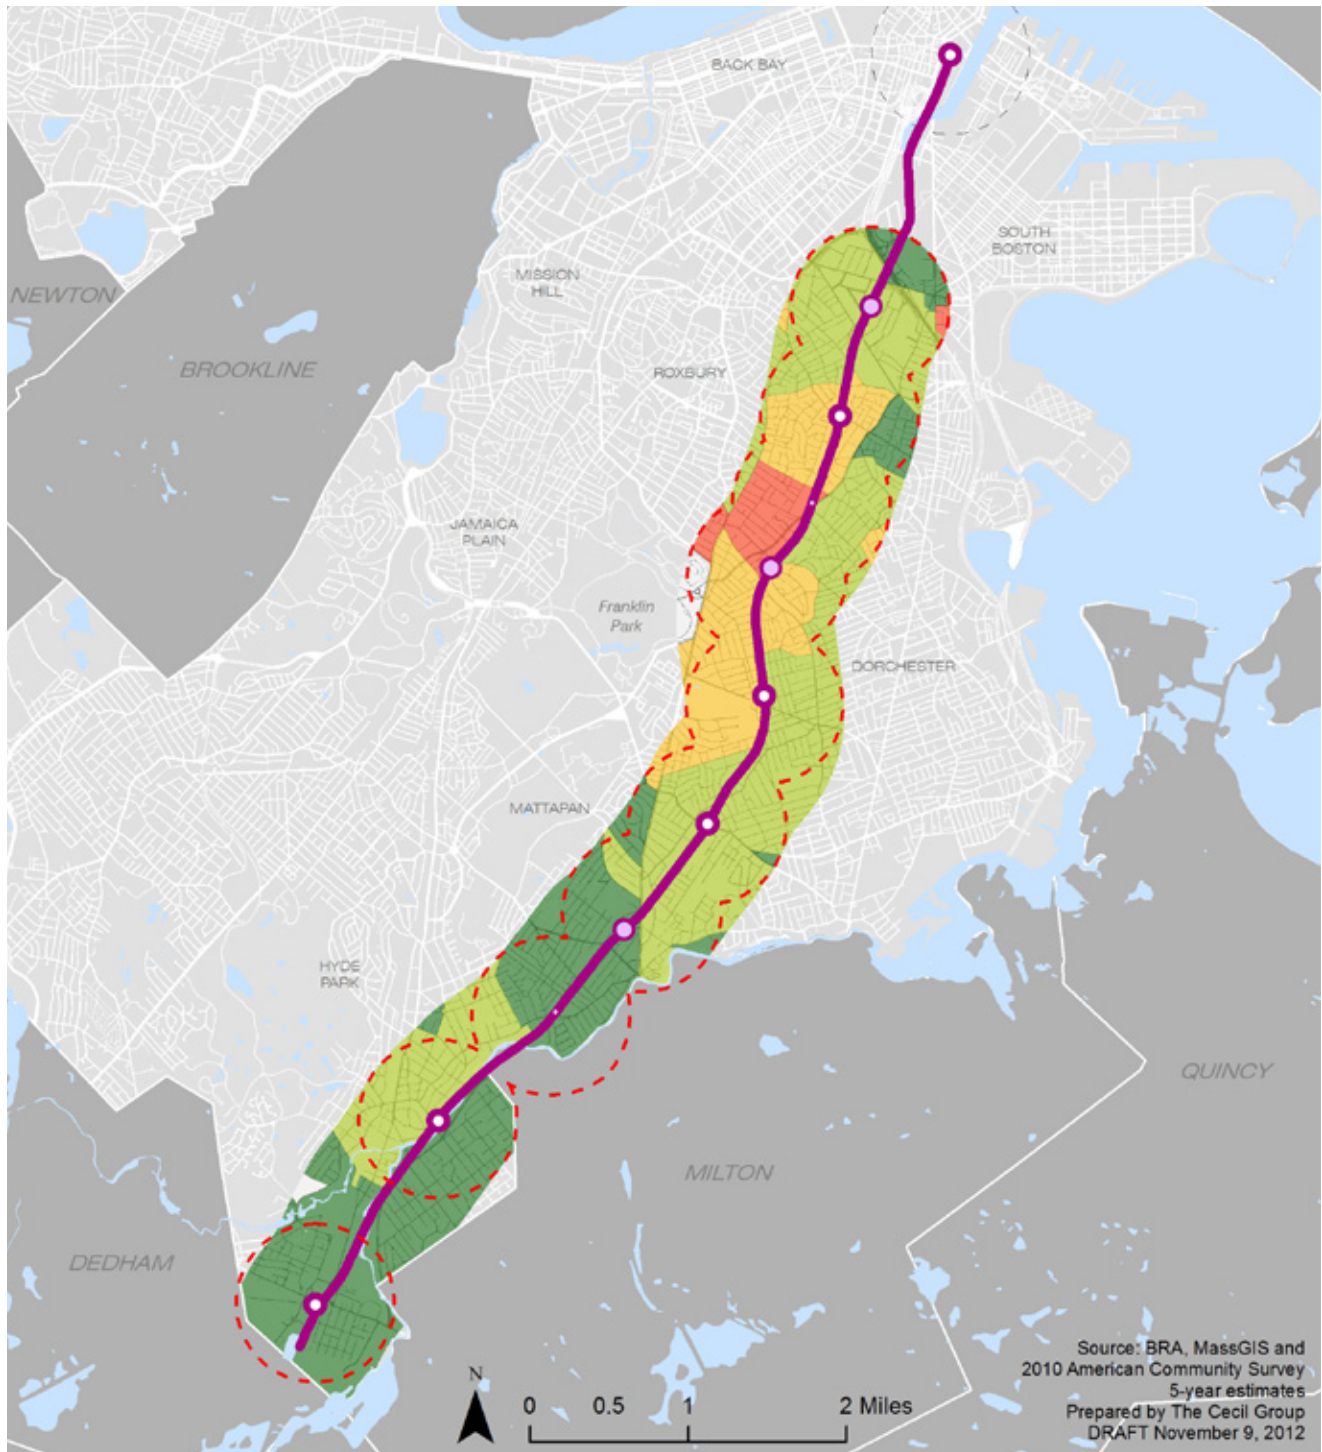 BACK BAY
SOUTH
BOSTON
MISSION
HILL
NEWTON
BROOKLINE
ROXBURY
JAMAICA
PLAIN
Franklin
Park
DORCHESTER
MATTAPAN
HYDE
PARK
QUINCY
MILTON
DEDHAM
Source: BRA, MassGIS and
2010 American Community Survey
5-year estimates
Prepared by The Cecil Group
DRAFT November 9, 2012
N
0 0.5 1 2 Miles